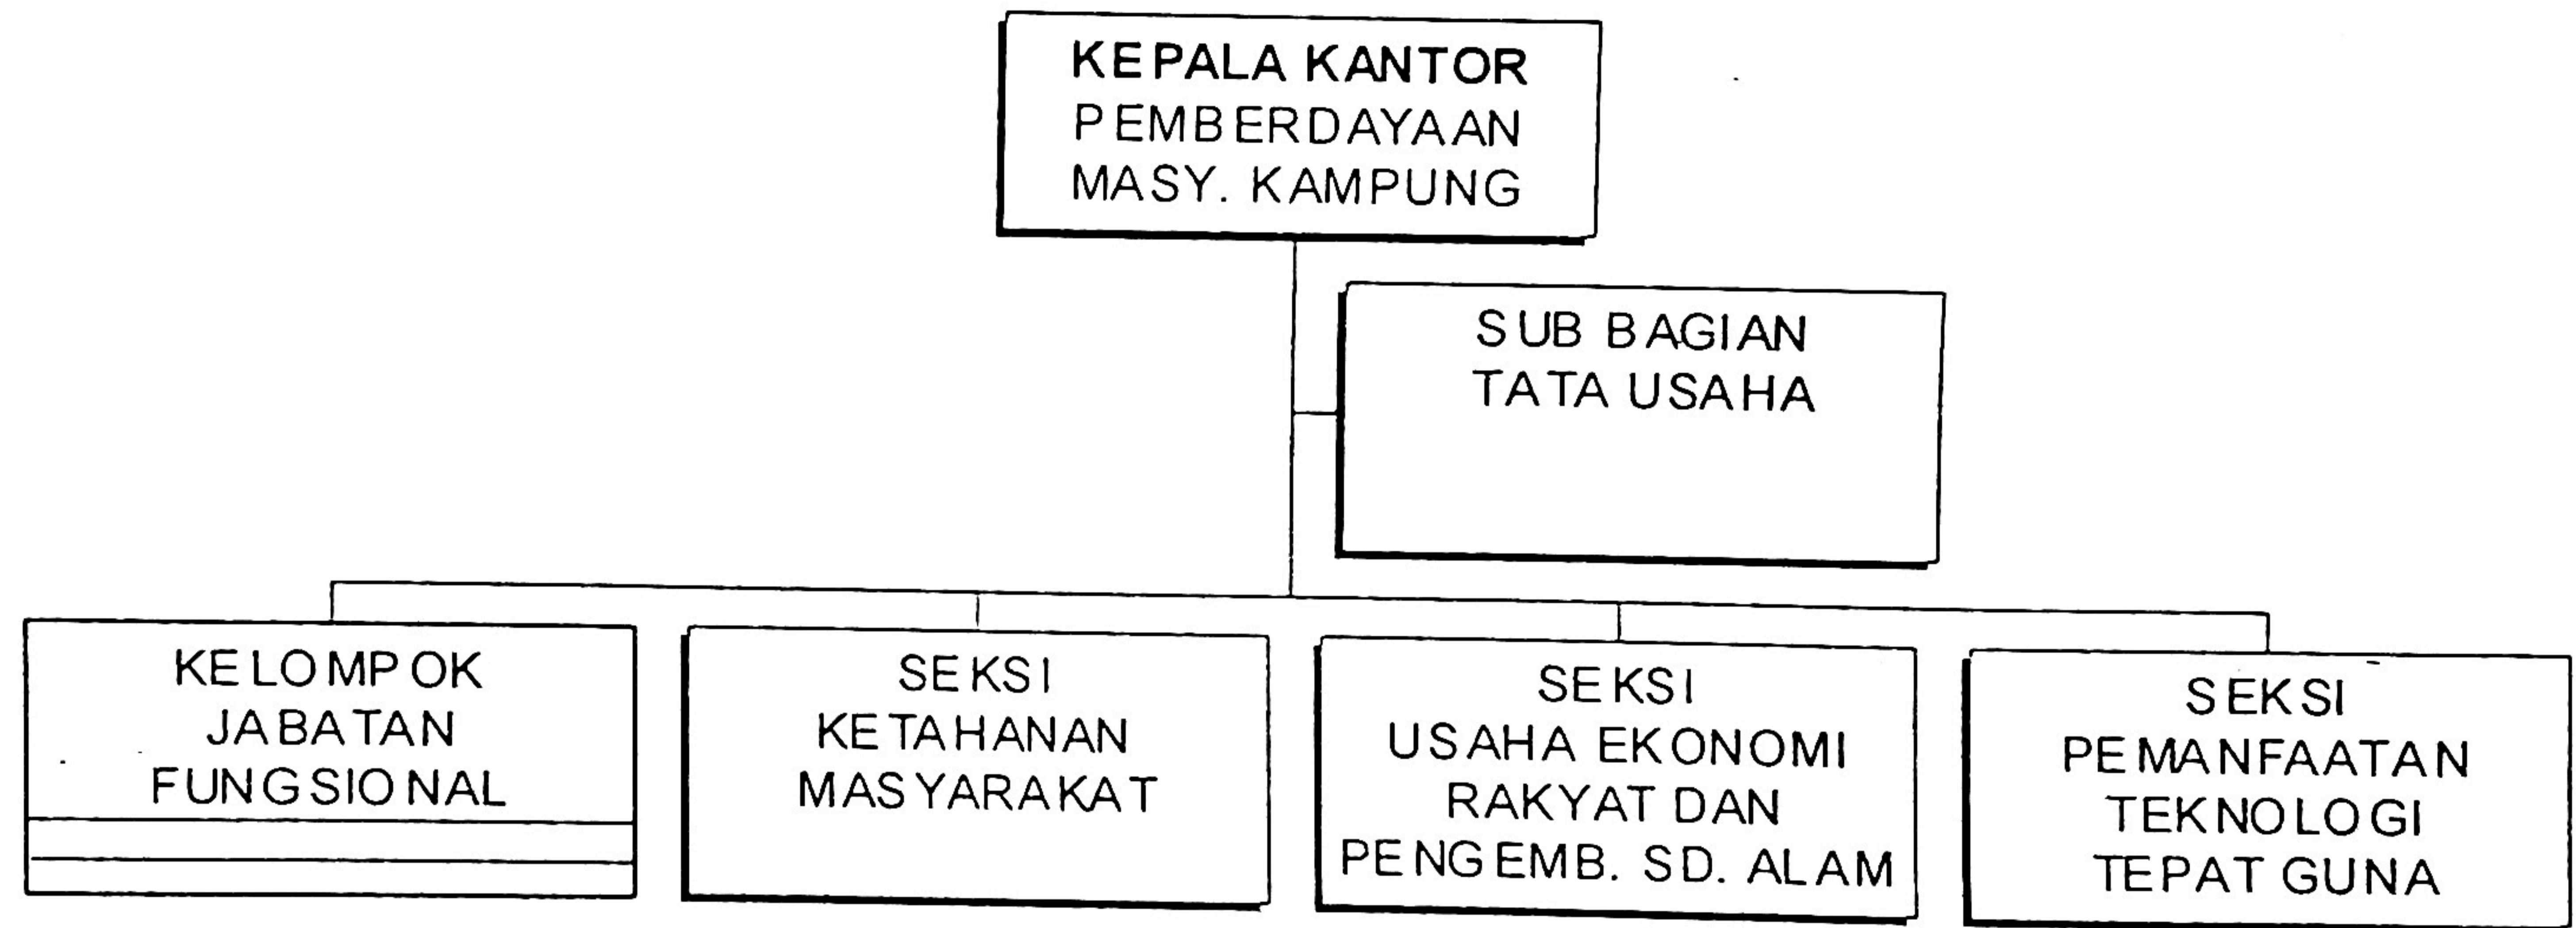 KEPALA KANTOR
PEMBERDAYAAN
MASY. KAMPUNG
SUB BAGIAN
TATA USAHA
KELOMPOK
JABATAN
FUNGSIONAL
SEKSI
KETAHANAN
MASYARAKAT
SEKSI
USAHA EKONOMI
RAKYAT DAN
PENGEMB. SD. ALAM
SEKSI
PEMANFAATAN
TEKNOLOGI
TEPAT GUNA